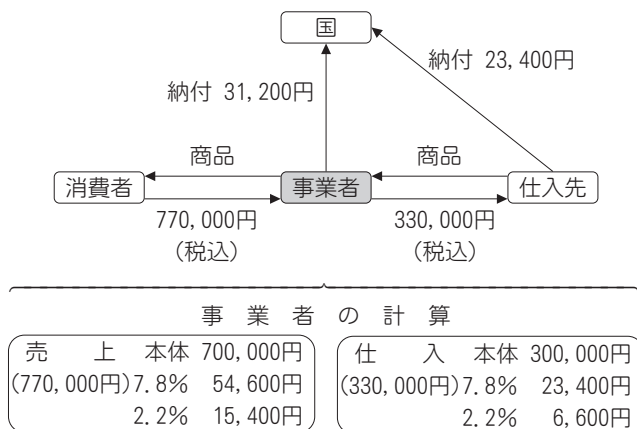 国
納付 31,200円
納付 23,400円
商品
商品
消費者
事業者
仕入先
770,000円
(税込)
330,000円
(税込)
事業者の計算
売上 本体 700,000円
(770,000円)7.8% 54,600円
2.2% 15,400円
仕入 本体 300,000円
(330,000円)7.8% 23,400円
2.2% 6,600円